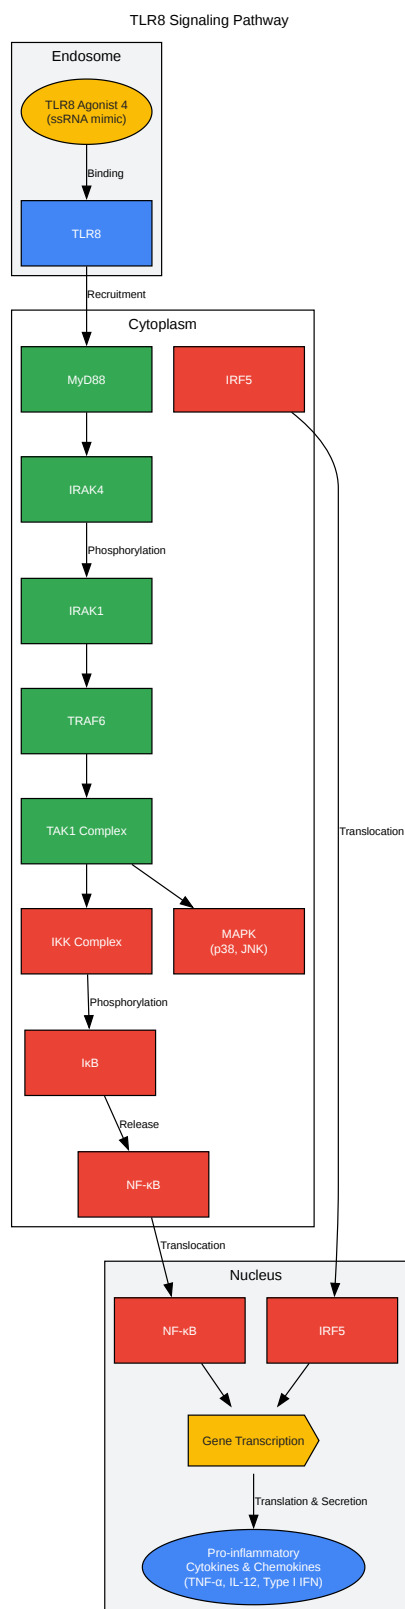 TLR8 Signaling Pathway
Endosome
TLR8 Agonist 4
(ssRNA mimic)
Binding
TLR8
Recruitment
Cytoplasm
MyD88
IRF5
IRAK4
Phosphorylation
IRAK1
TRAF6
TAK1 Complex
Translocation
IKK Complex
MAPK
(p38, JNK)
Phosphorylation
IκB
Release
NF-κB
Translocation
Nucleus
NF-κB
IRF5
Gene Transcription
Translation & Secretion
Pro-inflammatory
Cytokines & Chemokines
(TNF-α, IL-12, Type I IFN)